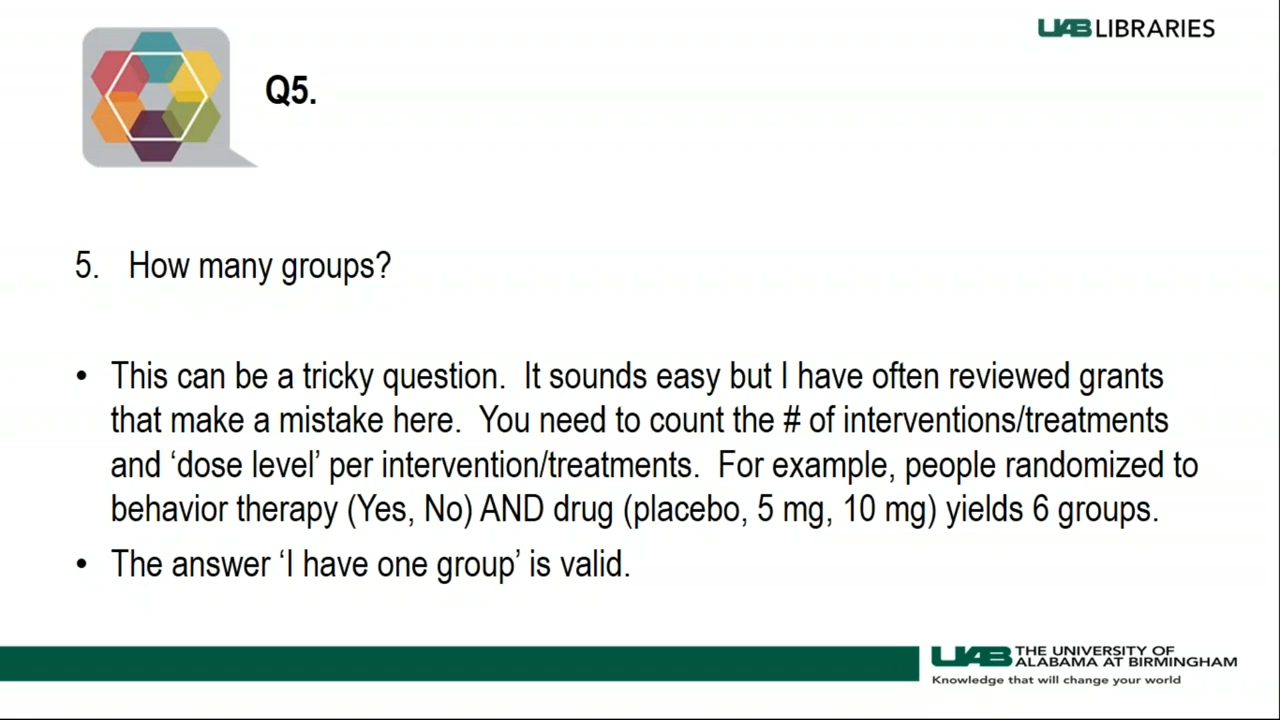 UAB LIBRARIES
Q5.
5. How many groups?
• This can be a tricky question.  It sounds easy but I have often reviewed grants
that make a mistake here.  You need to count the # of interventions/treatments
and ‘dose level’ per intervention/treatments.  For example, people randomized to
behavior therapy (Yes, No) AND drug (placebo, 5 mg, 10 mg) yields 6 groups.
• The answer ‘I have one group’ is valid.
UAB THE UNIVERSITY OF
ALABAMA AT BIRMINGHAM
Knowledge that will change your world